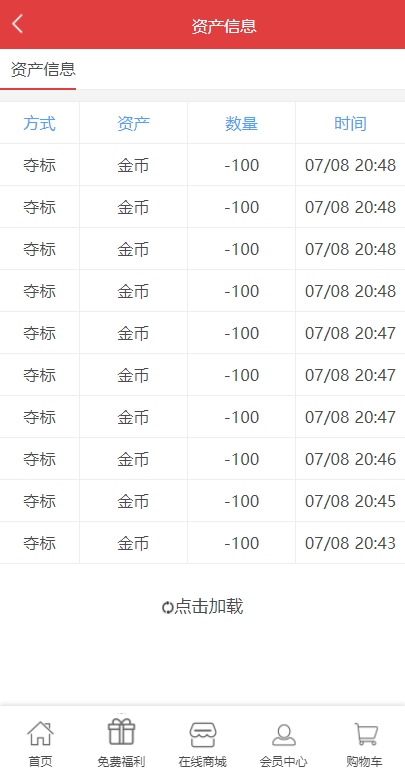 资产信息
资产信息
方式 资产 数量 时间
夺标 金币 -100 07/08 20:48
夺标 金币 -100 07/08 20:48
夺标 金币 -100 07/08 20:48
夺标 金币 -100 07/08 20:48
夺标 金币 -100 07/08 20:47
夺标 金币 -100 07/08 20:47
夺标 金币 -100 07/08 20:47
夺标 金币 -100 07/08 20:46
夺标 金币 -100 07/08 20:45
夺标 金币 -100 07/08 20:43
点击加载
首页 免费福利 在线商城 会员中心 购物车